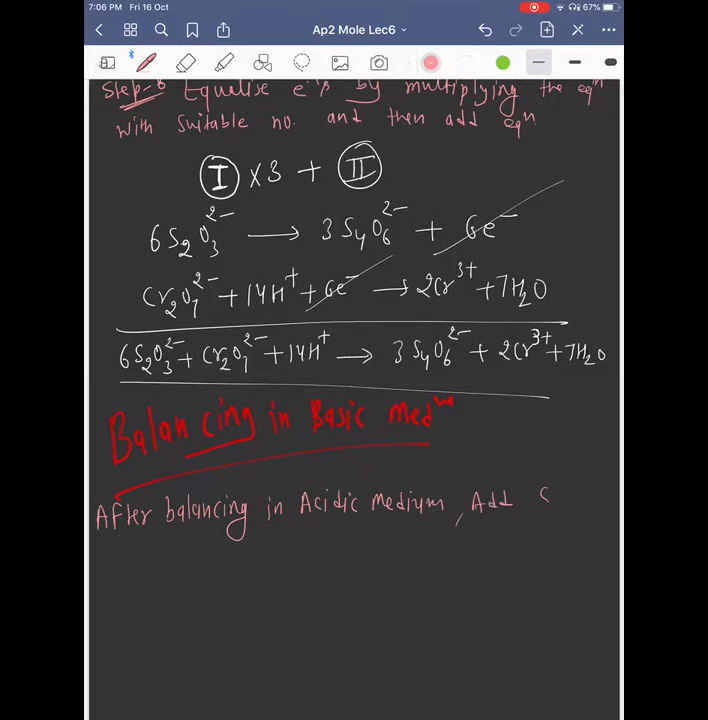 7:06 PM Fri 16 Oct 67%
Ap2 Mole Lec6
Step-8 Equalise e⁻s by multiplying the eqⁿ
with suitable no. and then add eqn.
I ×3 + II
6S₂O₃²⁻ → 3S₄O₆²⁻ + 6e⁻
Cr₂O₇²⁻ + 14H⁺ + 6e⁻ → 2Cr³⁺ + 7H₂O
6S₂O₃²⁻ + Cr₂O₇²⁻ + 14H⁺ → 3S₄O₆²⁻ + 2Cr³⁺ + 7H₂O
Balancing in Basic Med
After balancing in Acidic medium, Add